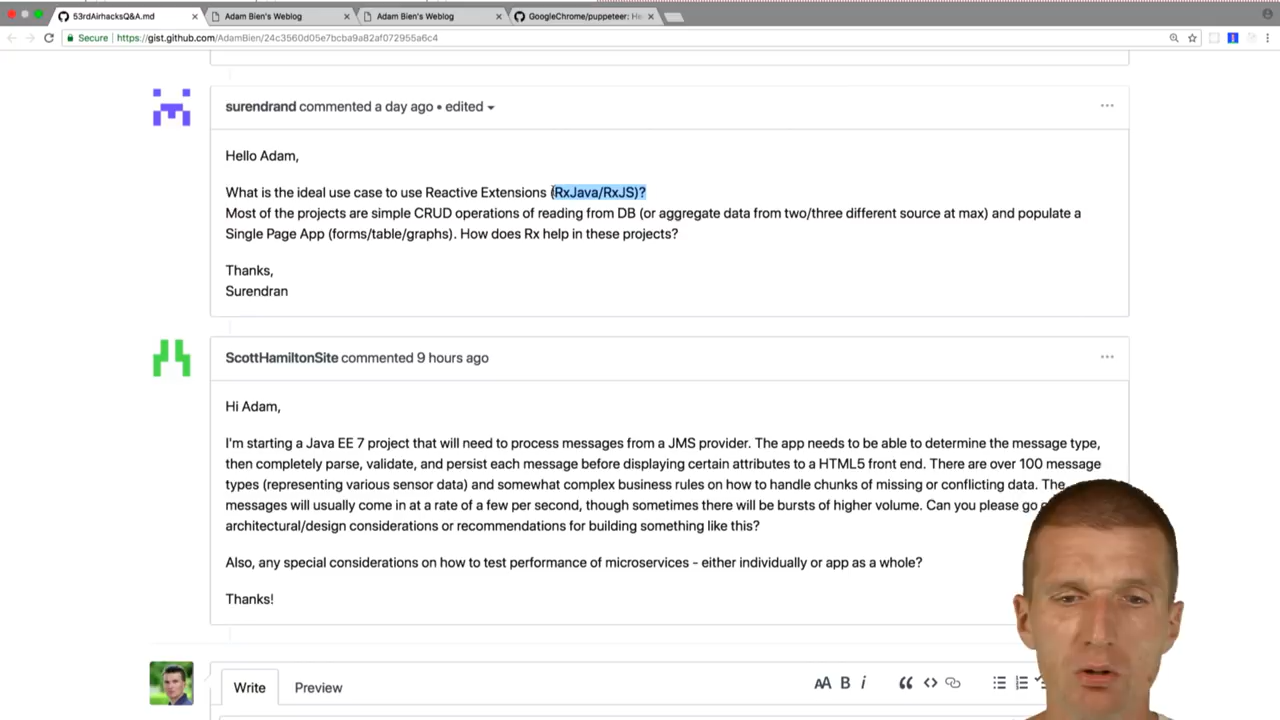 53rdAirhacksQ&A.md
Adam Bien's Weblog
Adam Bien's Weblog
GoogleChrome/puppeteer: He
Secure
https://gist.github.com/AdamBien/24c3560d05e7bcba9a82af072955a6c4
surendrand commented a day ago • edited
Hello Adam,
What is the ideal use case to use Reactive Extensions (RxJava/RxJS)?
Most of the projects are simple CRUD operations of reading from DB (or aggregate data from two/three different source at max) and populate a
Single Page App (forms/table/graphs). How does Rx help in these projects?
Thanks,
Surendran
ScottHamiltonSite commented 9 hours ago
Hi Adam,
I'm starting a Java EE 7 project that will need to process messages from a JMS provider. The app needs to be able to determine the message type,
then completely parse, validate, and persist each message before displaying certain attributes to a HTML5 front end. There are over 100 message
types (representing various sensor data) and somewhat complex business rules on how to handle chunks of missing or conflicting data. The
messages will usually come in at a rate of a few per second, though sometimes there will be bursts of higher volume. Can you please go
architectural/design considerations or recommendations for building something like this?
Also, any special considerations on how to test performance of microservices - either individually or app as a whole?
Thanks!
Write
Preview
AA B i